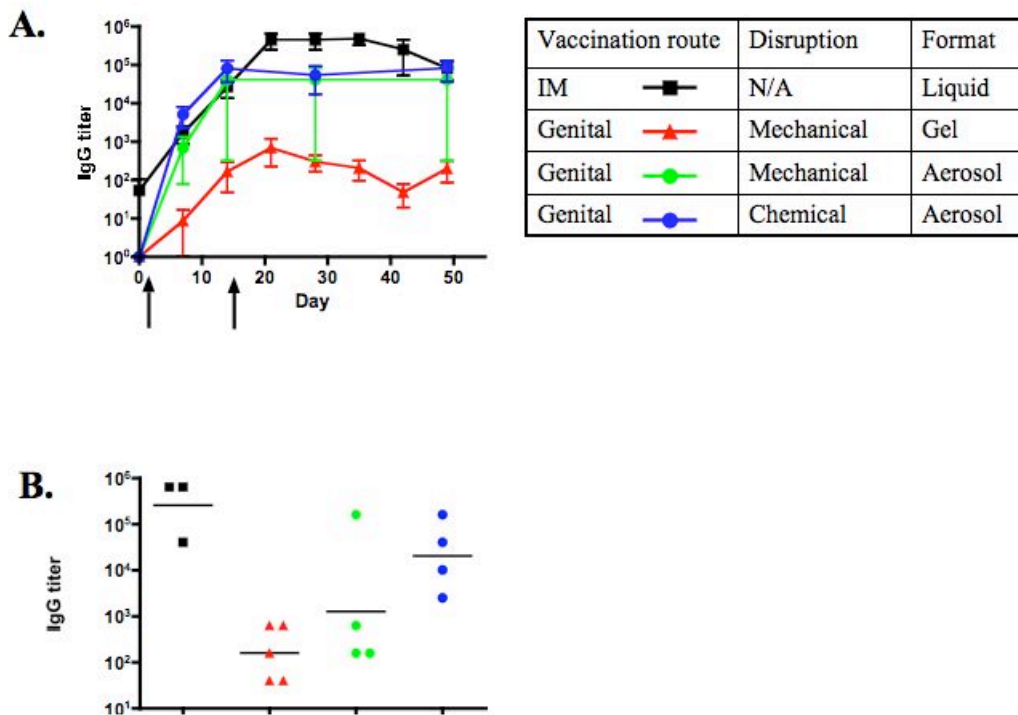 A.
IgG titer
10⁶
10⁵
10⁴
10³
10²
10¹
10⁰
0 10 20 30 40 50
Day
Vaccination route Disruption Format
IM N/A Liquid
Genital Mechanical Gel
Genital Mechanical Aerosol
Genital Chemical Aerosol
B.
IgG titer
10⁶
10⁵
10⁴
10³
10²
10¹